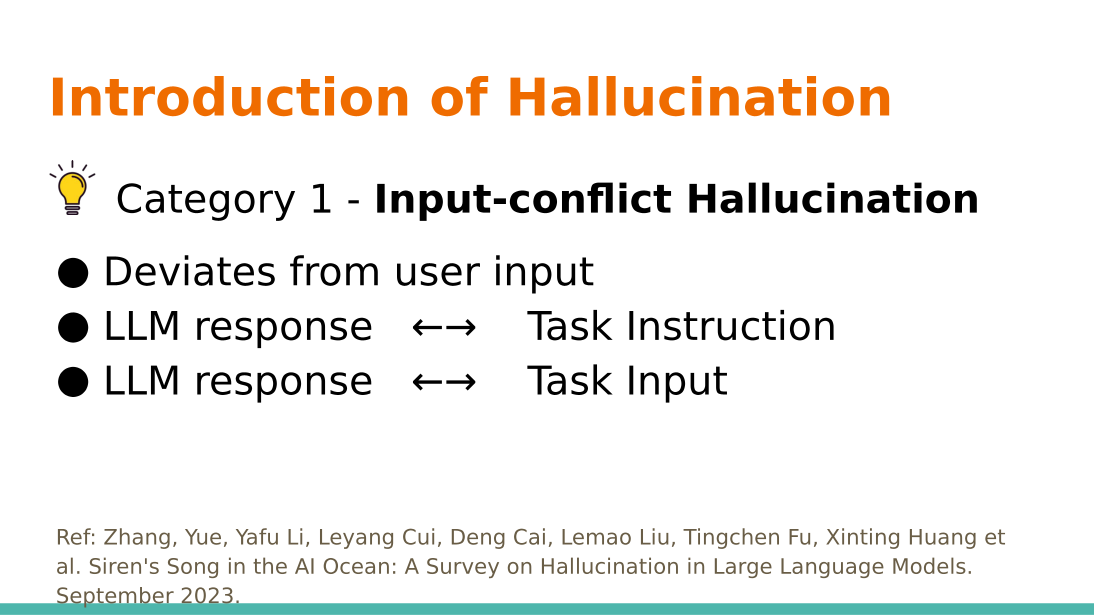 Introduction of Hallucination
Category 1 - Input-conflict Hallucination
● Deviates from user input
● LLM response ←→ Task Instruction
● LLM response ←→ Task Input
Ref: Zhang, Yue, Yafu Li, Leyang Cui, Deng Cai, Lemao Liu, Tingchen Fu, Xinting Huang et
al. Siren's Song in the AI Ocean: A Survey on Hallucination in Large Language Models.
September 2023.